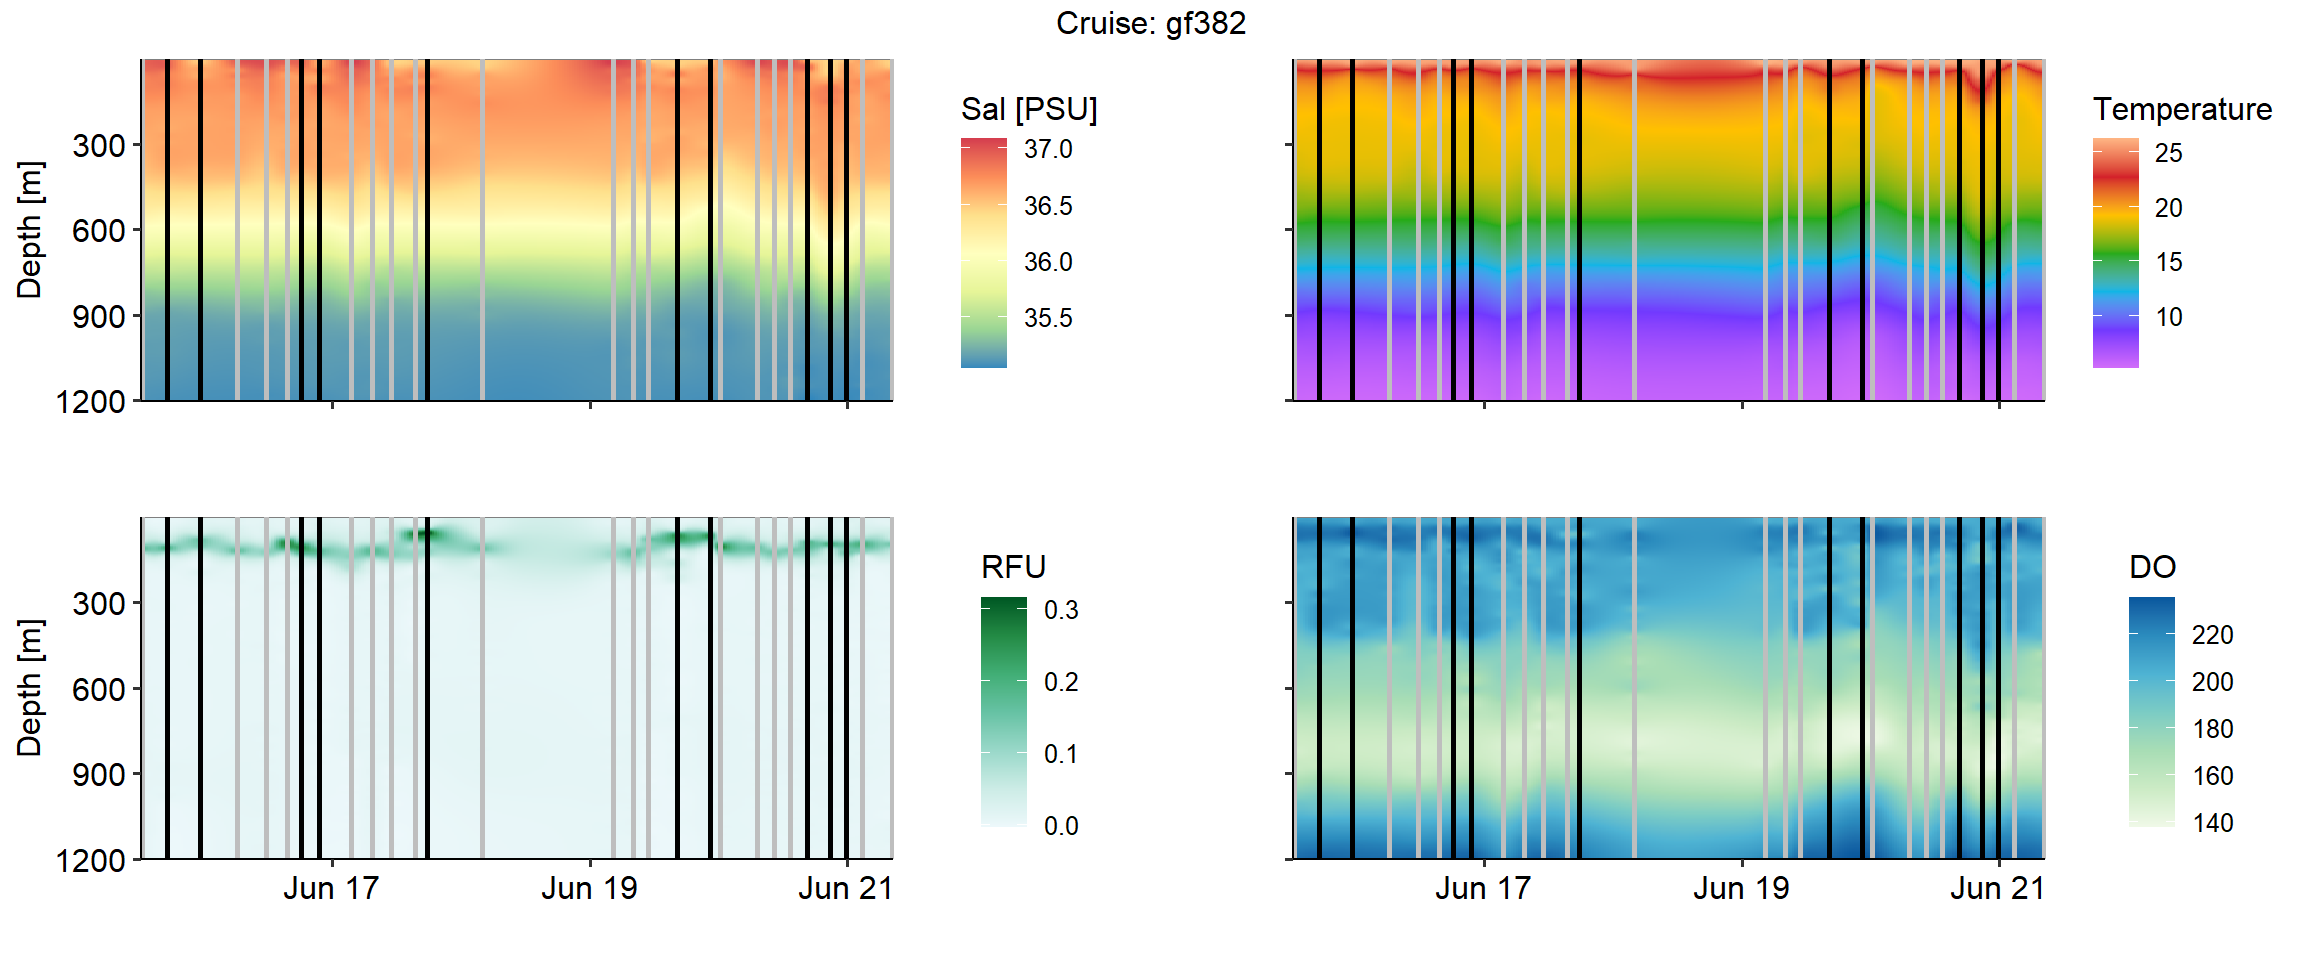 Cruise: gf382
Depth [m]
300
600
900
1200
Sal [PSU]
37.0
36.5
36.0
35.5
Temperature
25
20
15
10
Depth [m]
300
600
900
1200
Jun 17
Jun 19
Jun 21
RFU
0.3
0.2
0.1
0.0
Jun 17
Jun 19
Jun 21
DO
220
200
180
160
140